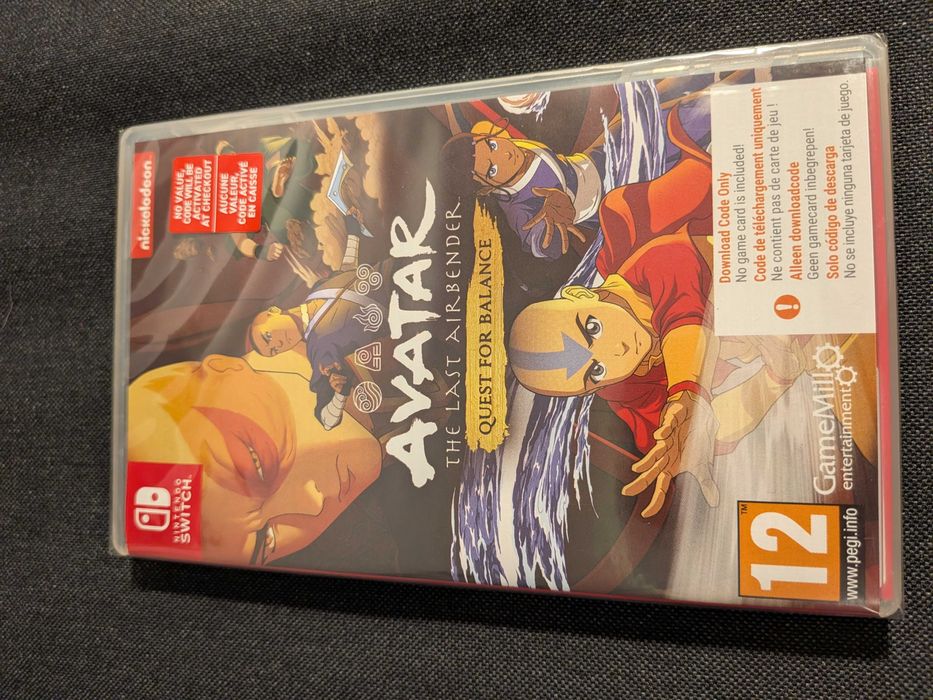 NINTENDO
SWITCH™
nickelodeon
NO VALUE,
CODE WILL BE
ACTIVATED
AT CHECKOUT
AUCUNE
VALEUR,
CODE ACTIVÉ
EN CAISSE
AVATAR
THE LAST AIRBENDER™
QUEST FOR BALANCE
Download Code Only
No game card is included!
Code de téléchargement uniquement
Ne contient pas de carte de jeu !
Alleen downloadcode
Geen gamecard inbegrepen!
Solo código de descarga
No se incluye ninguna tarjeta de juego.
12
™
www.pegi.info
GameMill
entertainment